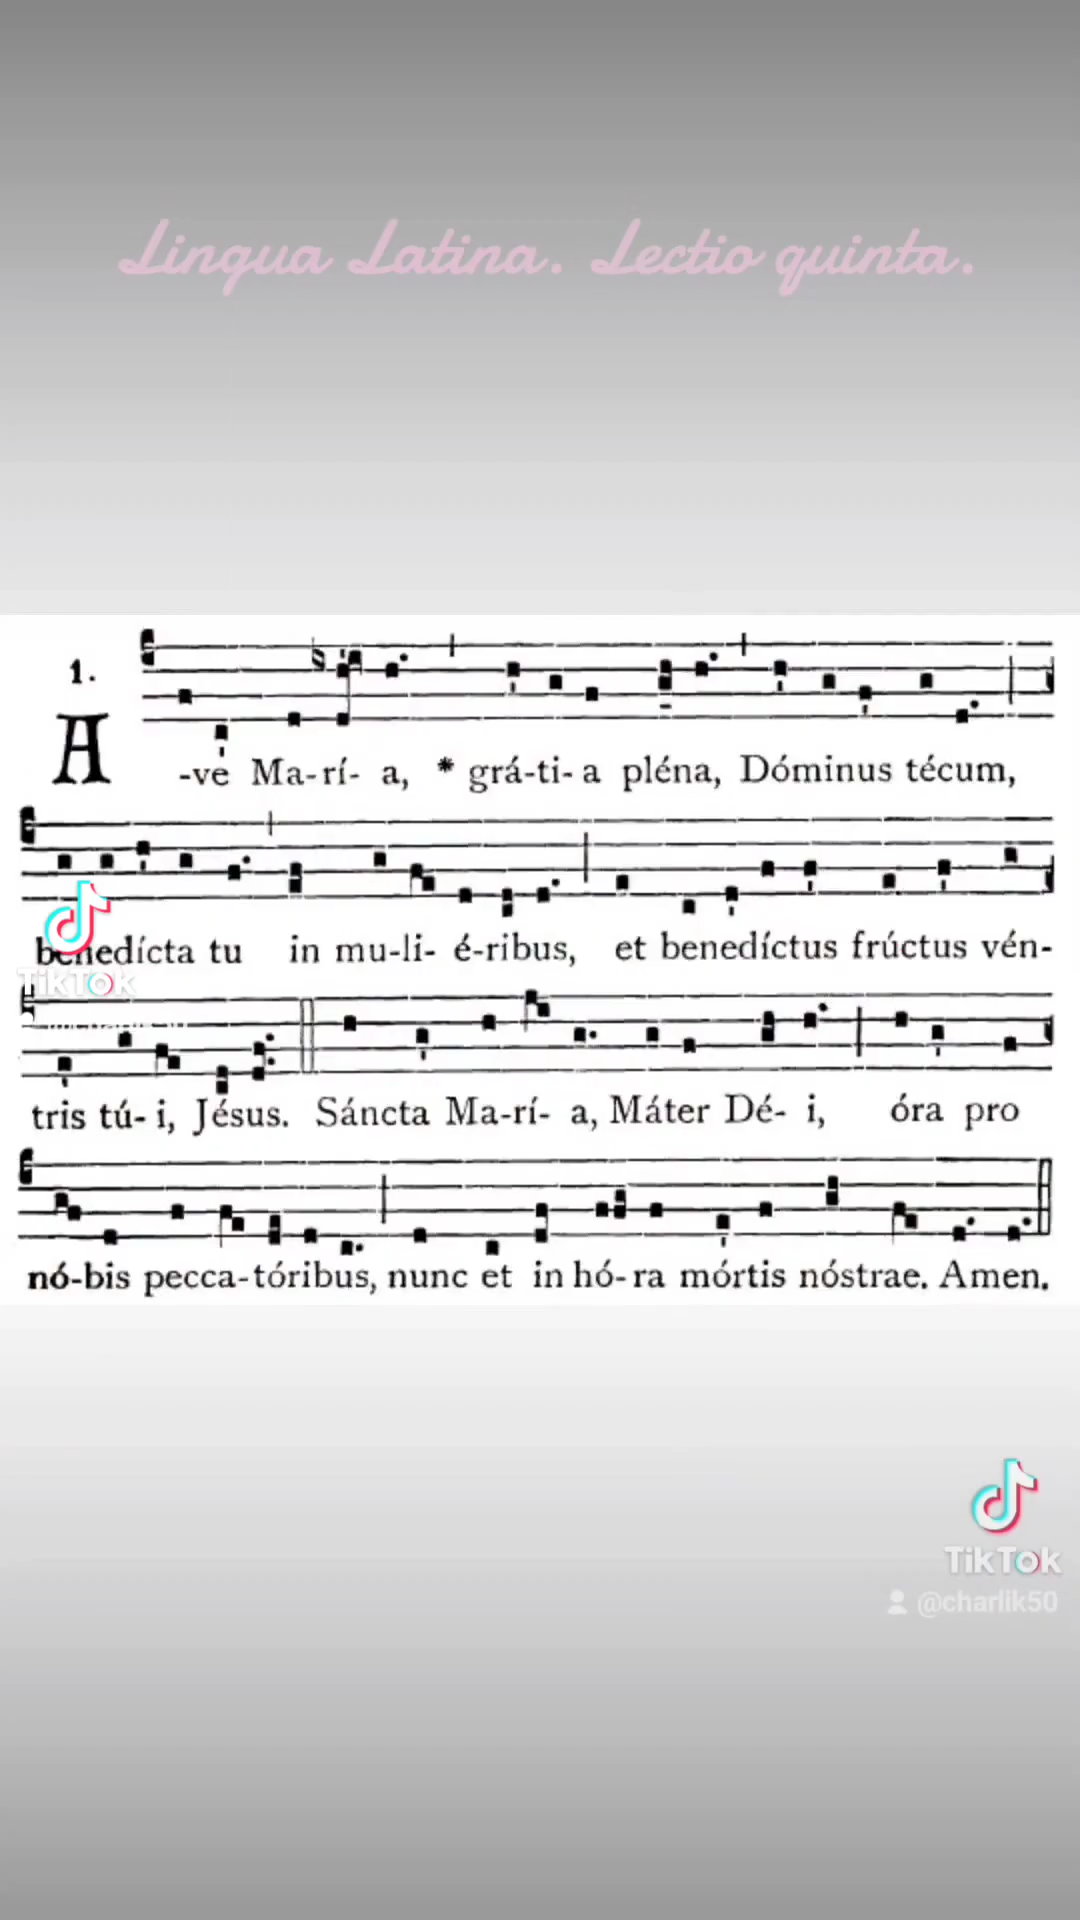 Lingua Latina. Lectio quinta.
1.
A-ve Ma-rí- a, * grá-ti- a pléna, Dóminus técum,
benedícta tu in mu-li- é-ribus, et benedíctus frúctus vén-
TikTok
@charlik50
tris tú- i, Jésus. Sáncta Ma-rí- a, Máter Dé- i, óra pro
nó-bis pecca-tóribus, nunc et in hó-ra mórtis nóstrae. Amen.
TikTok
@charlik50